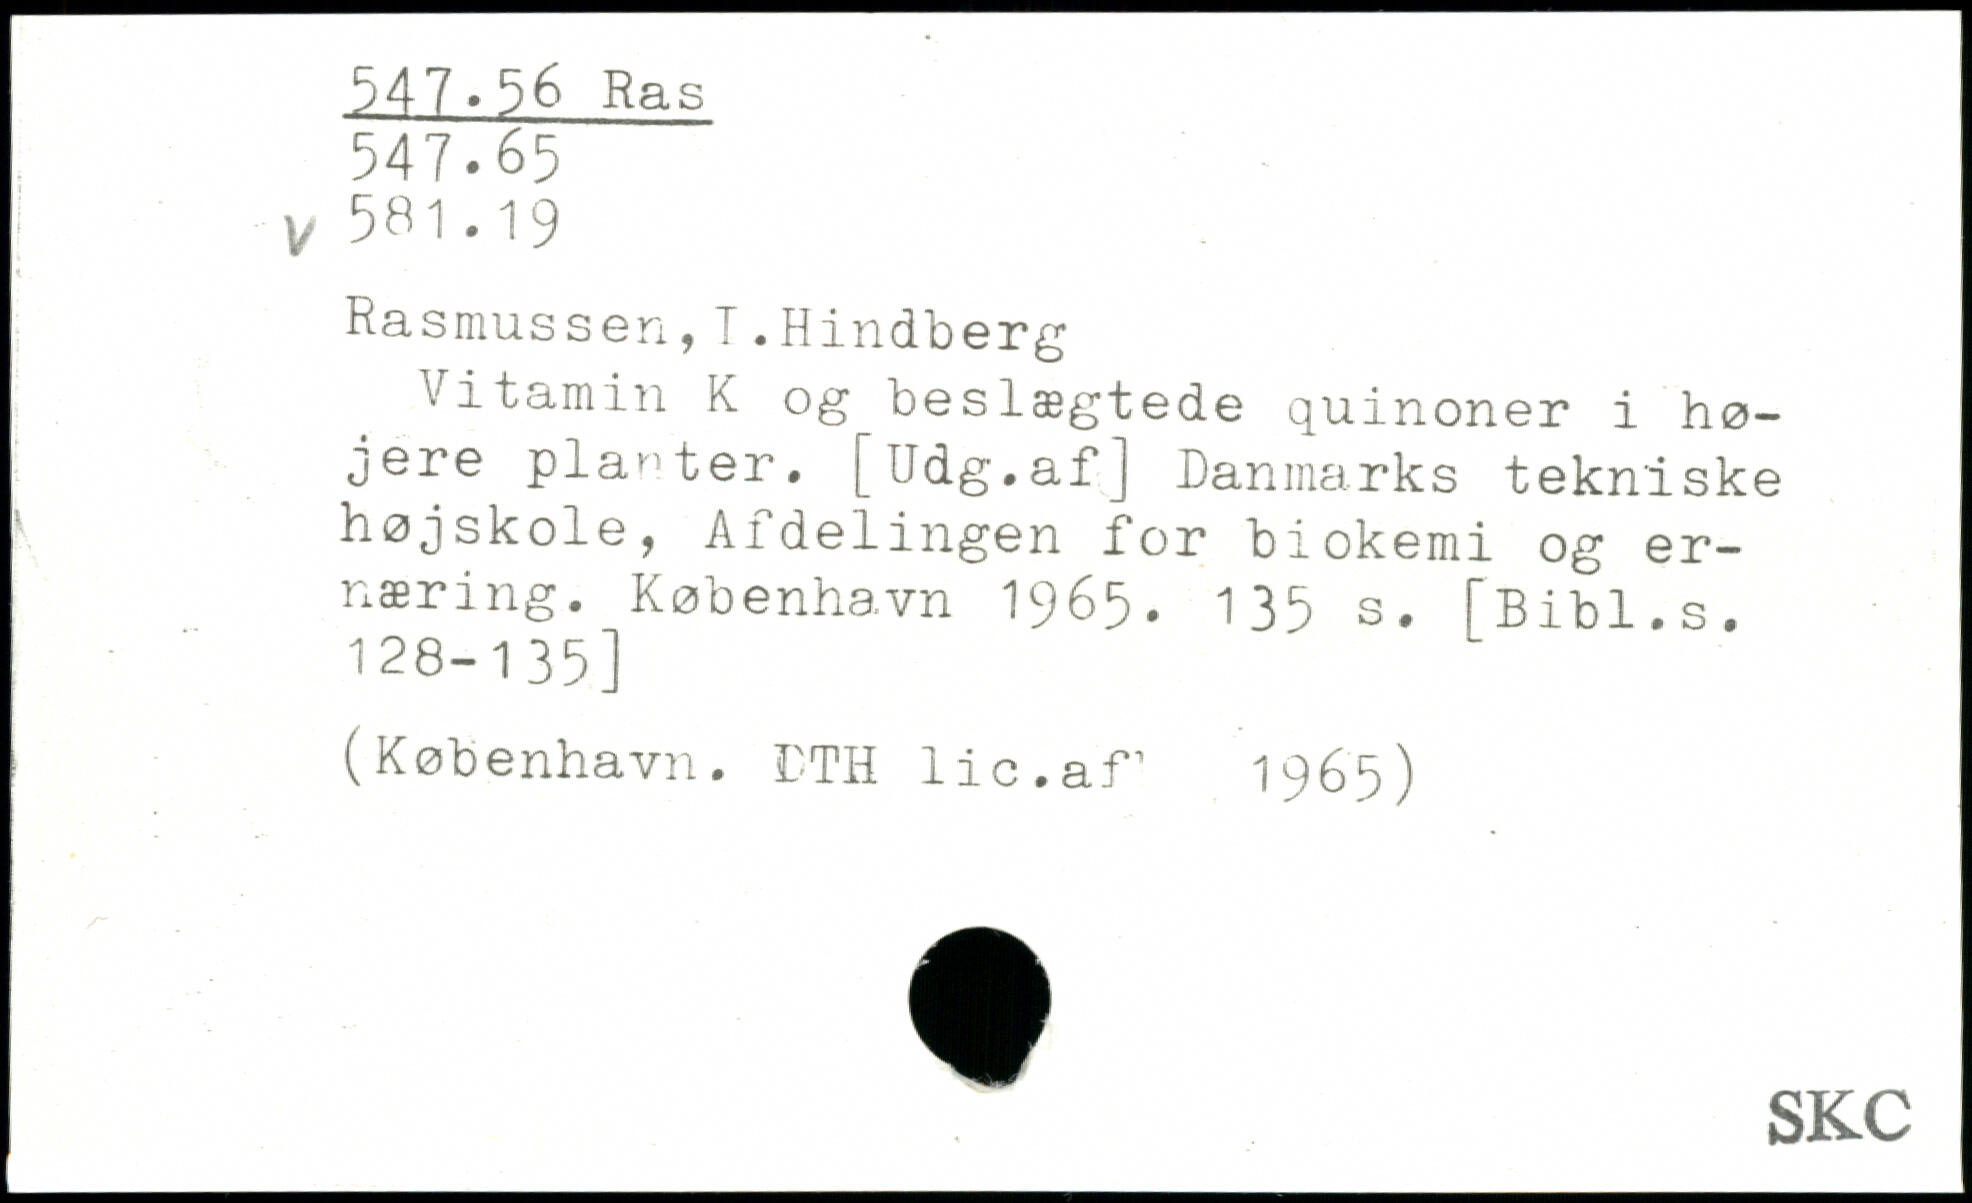 547.56 Ras
547.65
v 581.19
Rasmussen,I.Hindberg
Vitamin K og beslægtede quinoner i hø-
jere planter. [Udg.af] Danmarks tekniske
højskole, Afdelingen for biokemi og er-
næring. København 1965. 135 s. [Bibl.s.
128-135]
(København. DTH lic.af' 1965)
SKC